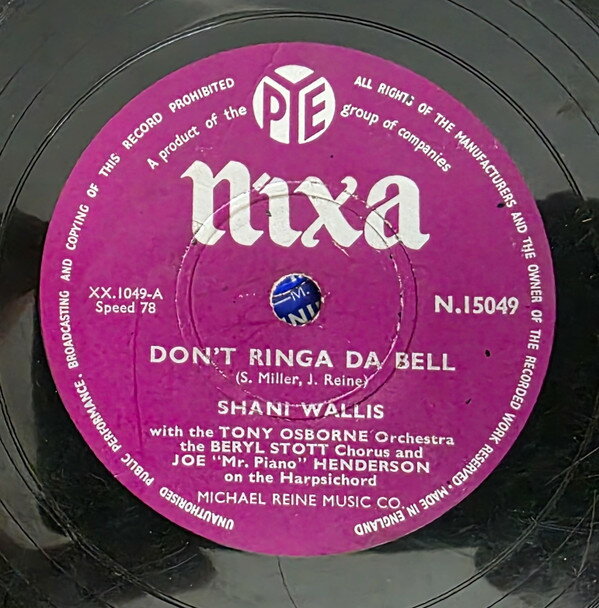 UNAUTHORISED PUBLIC PERFORMANCE, BROADCASTING AND COPYING OF THIS RECORD PROHIBITED
ALL RIGHTS OF THE MANUFACTURERS AND THE OWNER OF THE RECORDED WORK RESERVED · MADE IN ENGLAND
A product of the PYE group of companies
nixa
XX.1049-A
Speed 78
N.15049
M.
DON'T RINGA DA BELL
(S. Miller, J. Reine)
SHANI WALLIS
with the TONY OSBORNE Orchestra
the BERYL STOTT Chorus and
JOE "Mr. Piano" HENDERSON
on the Harpsichord
MICHAEL REINE MUSIC CO.